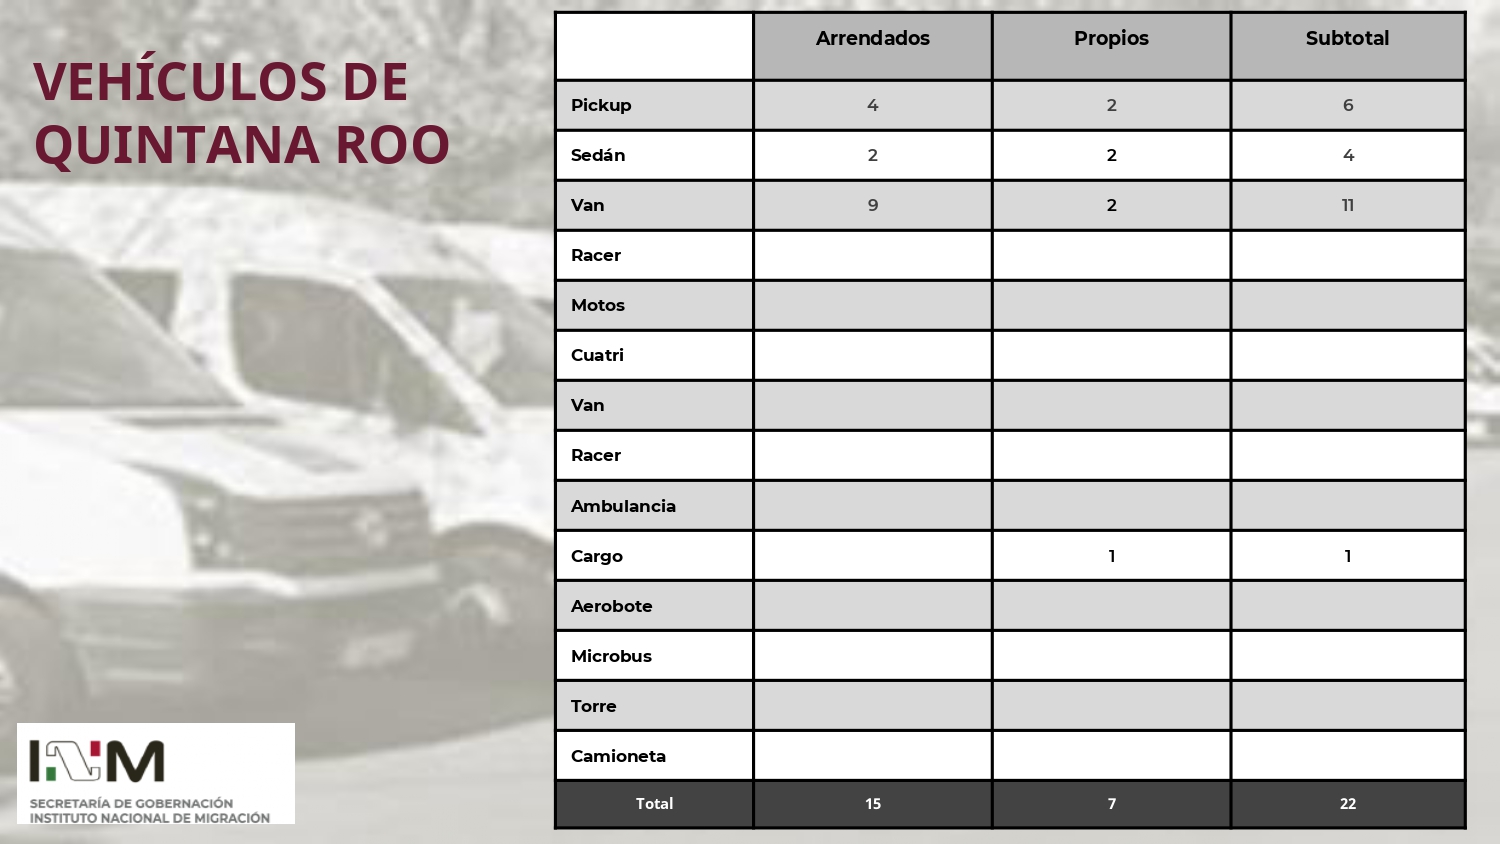 VEHÍCULOS DE
QUINTANA ROO
Arrendados Propios Subtotal
Pickup 4 2 6
Sedán 2 2 4
Van 9 2 11
Racer
Motos
Cuatri
Van
Racer
Ambulancia
Cargo 1 1
Aerobote
Microbus
Torre
Camioneta
Total 15 7 22
INM
SECRETARÍA DE GOBERNACIÓN
INSTITUTO NACIONAL DE MIGRACIÓN